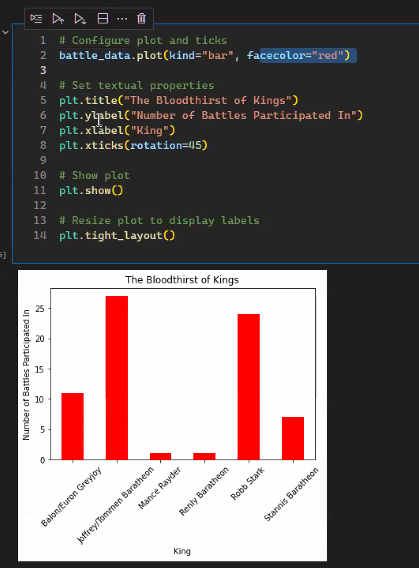 1 # Configure plot and ticks
2 battle_data.plot(kind="bar", facecolor="red")
3
4 # Set textual properties
5 plt.title("The Bloodthirst of Kings")
6 plt.ylabel("Number of Battles Participated In")
7 plt.xlabel("King")
8 plt.xticks(rotation=45)
9
10 # Show plot
11 plt.show()
12
13 # Resize plot to display labels
14 plt.tight_layout()
The Bloodthirst of Kings
Number of Battles Participated In
25
20
15
10
5
0
Balon/Euron Greyjoy
Joffrey/Tommen Baratheon
Mance Rayder
Renly Baratheon
Robb Stark
Stannis Baratheon
King